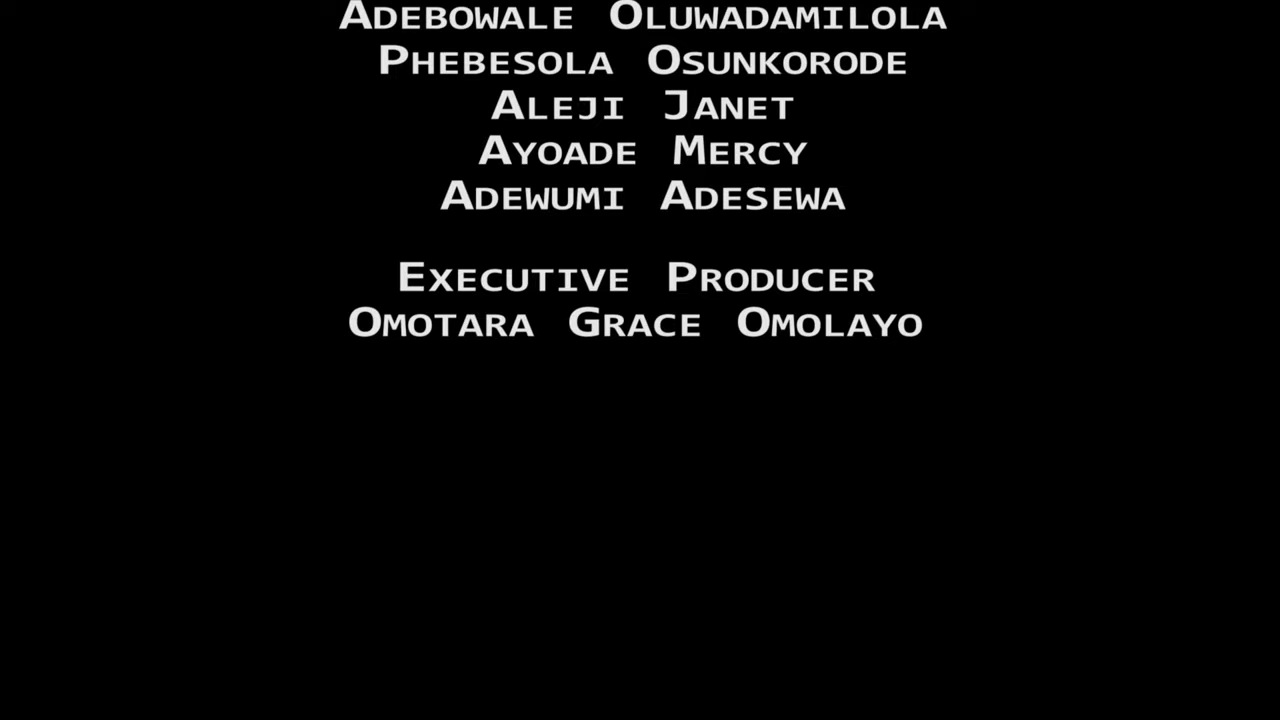 Adebowale Oluwadamilola
Phebesola Osunkorode
Aleji Janet
Ayoade Mercy
Adewumi Adesewa
Executive Producer
Omotara Grace Omolayo